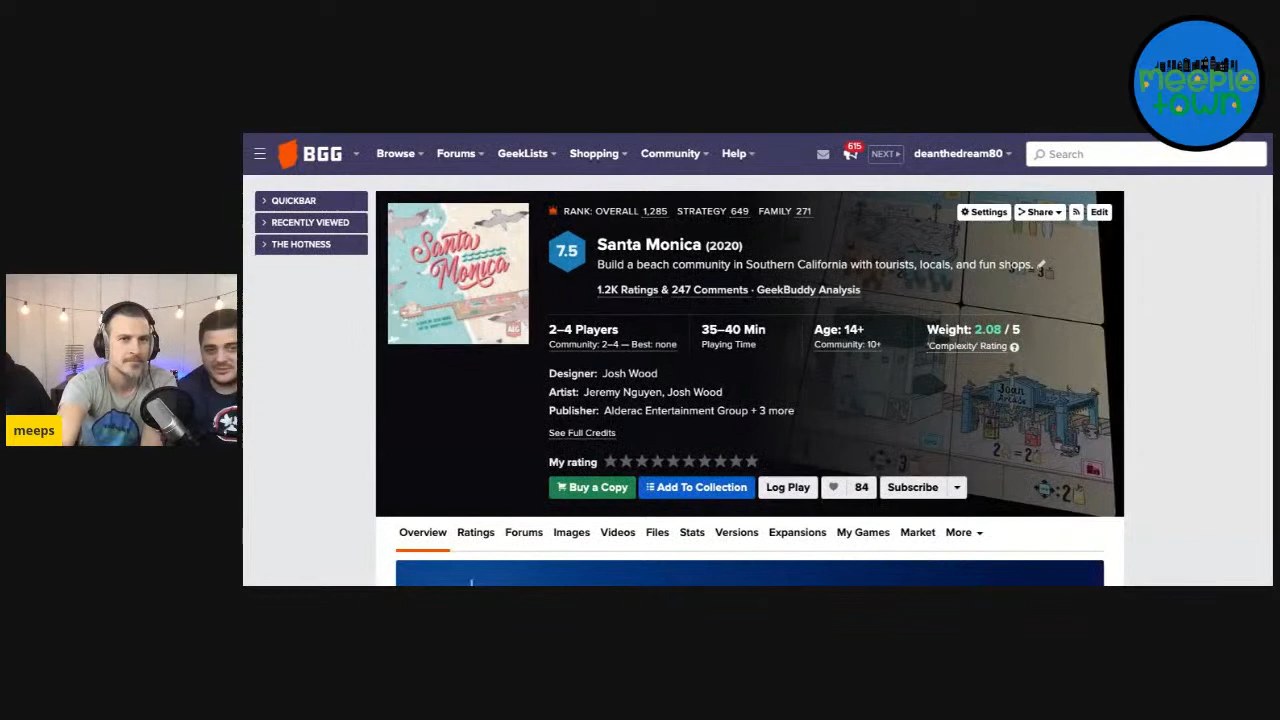 meeple
town
BGG
Browse
Forums
GeekLists
Shopping
Community
Help
615
NEXT
deanthedream80
Search
QUICKBAR
RECENTLY VIEWED
THE HOTNESS
Santa
Monica
AEG
RANK: OVERALL 1,285 STRATEGY 649 FAMILY 271
Settings
Share
Edit
7.5
Santa Monica (2020)
Build a beach community in Southern California with tourists, locals, and fun shops.
1.2K Ratings & 247 Comments · GeekBuddy Analysis
2–4 Players
Community: 2–4 — Best: none
35–40 Min
Playing Time
Age: 14+
Community: 10+
Weight: 2.08 / 5
'Complexity' Rating
Designer: Josh Wood
Artist: Jeremy Nguyen, Josh Wood
Publisher: Alderac Entertainment Group + 3 more
See Full Credits
My rating
Buy a Copy
Add To Collection
Log Play
84
Subscribe
Overview Ratings Forums Images Videos Files Stats Versions Expansions My Games Market More
meeps